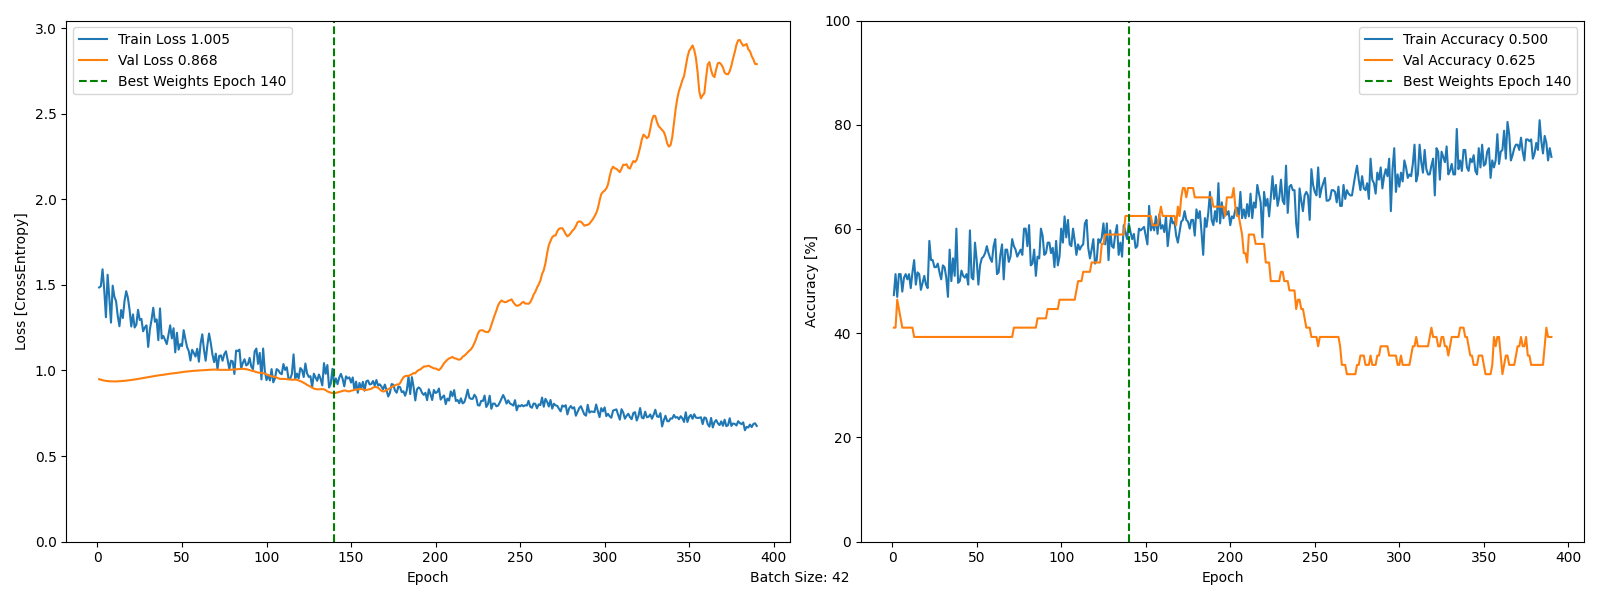 Train Loss 1.005
Val Loss 0.868
Best Weights Epoch 140
Loss [CrossEntropy]
3.0
2.5
2.0
1.5
1.0
0.5
0.0
0 50 100 150 200 250 300 350 400
Epoch
Train Accuracy 0.500
Val Accuracy 0.625
Best Weights Epoch 140
Accuracy [%]
100
80
60
40
20
0
0 50 100 150 200 250 300 350 400
Epoch
Batch Size: 42